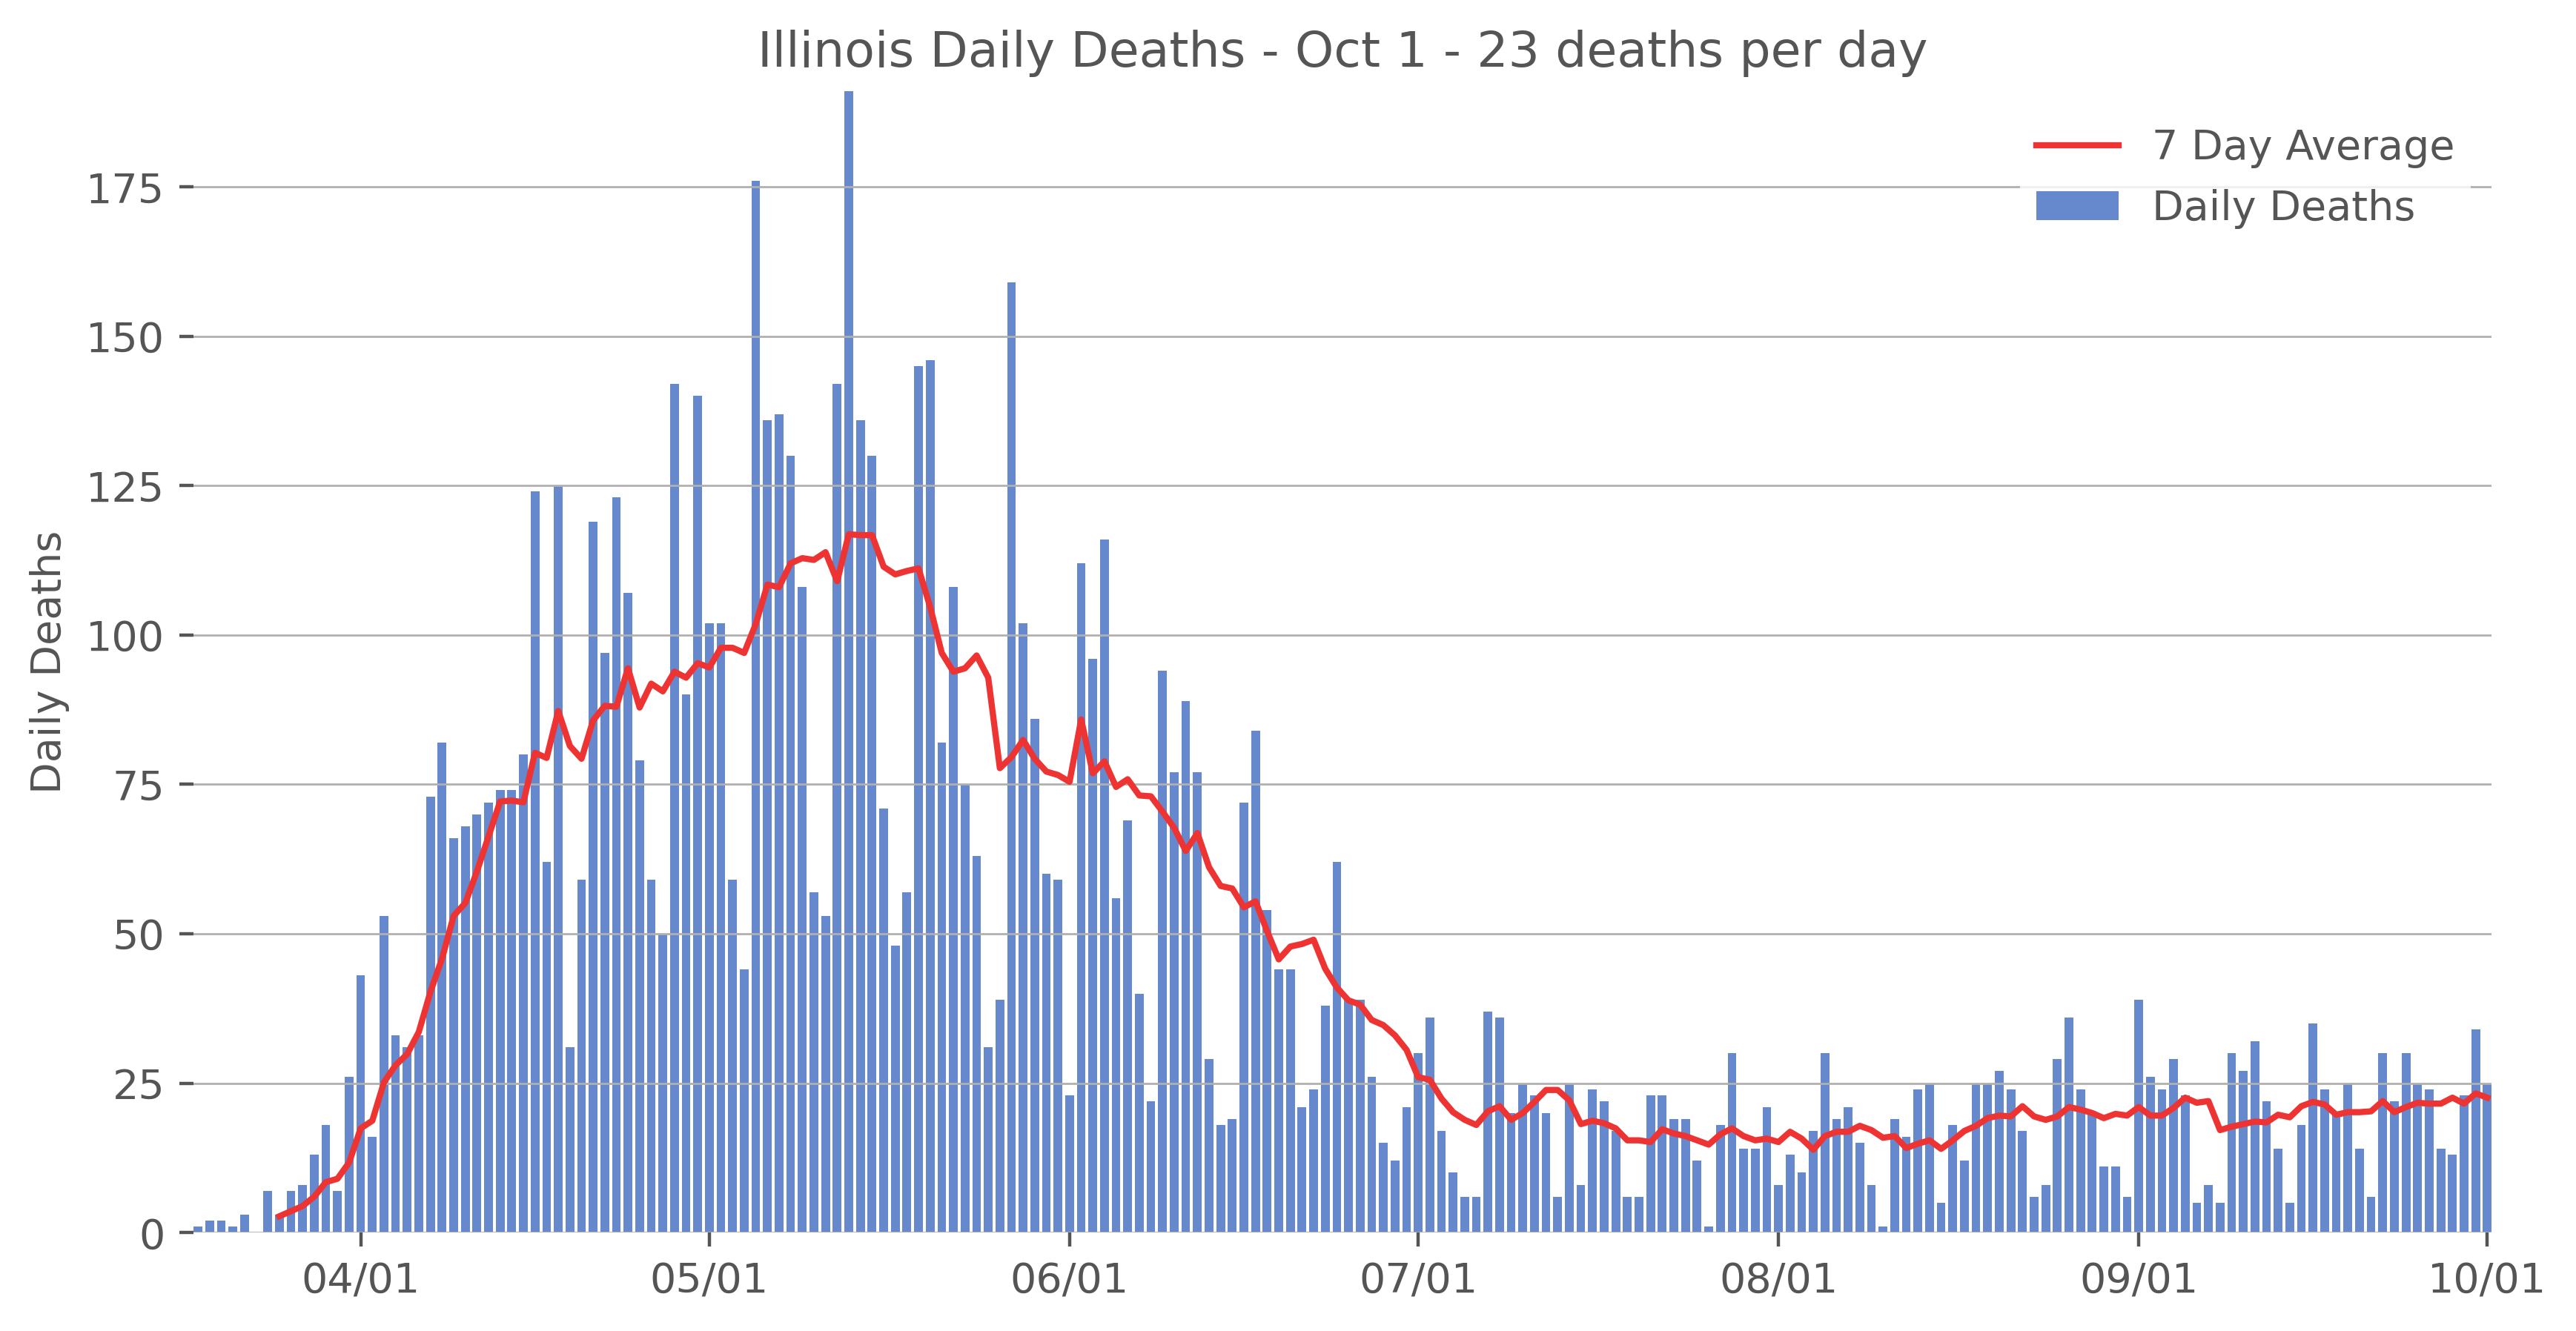 Illinois Daily Deaths - Oct 1 - 23 deaths per day
7 Day Average
Daily Deaths
175
150
125
100
75
50
25
0
Daily Deaths
04/01 05/01 06/01 07/01 08/01 09/01 10/01